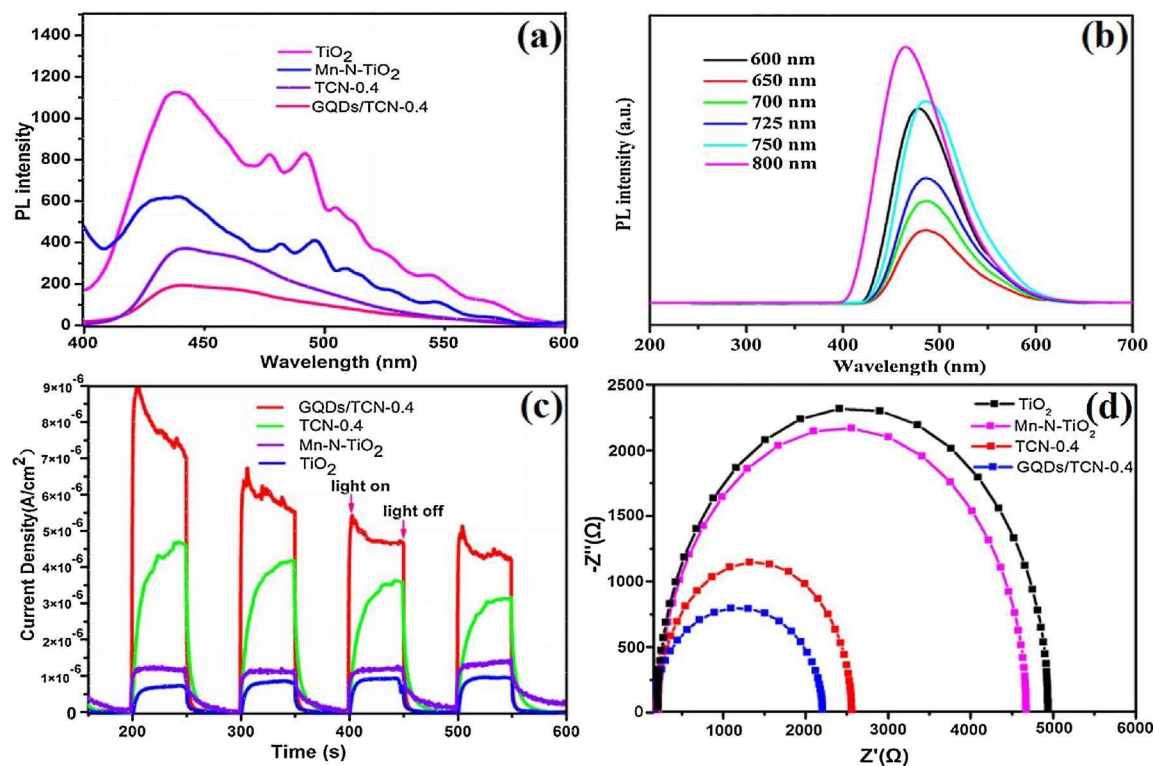 (a)
1400
1200
1000
800
600
400
200
0
PL intensity
TiO₂
Mn-N-TiO₂
TCN-0.4
GQDs/TCN-0.4
400 450 500 550 600
Wavelength (nm)
(b)
PL intensity (a.u.)
600 nm
650 nm
700 nm
725 nm
750 nm
800 nm
200 300 400 500 600 700
Wavelength (nm)
(c)
9×10⁻⁶
8×10⁻⁶
7×10⁻⁶
6×10⁻⁶
5×10⁻⁶
4×10⁻⁶
3×10⁻⁶
2×10⁻⁶
1×10⁻⁶
0
Current Density(A/cm²)
GQDs/TCN-0.4
TCN-0.4
Mn-N-TiO₂
TiO₂
light on
light off
200 300 400 500 600
Time (s)
(d)
2500
2000
1500
1000
500
0
-Z''(Ω)
TiO₂
Mn-N-TiO₂
TCN-0.4
GQDs/TCN-0.4
1000 2000 3000 4000 5000 6000
Z'(Ω)